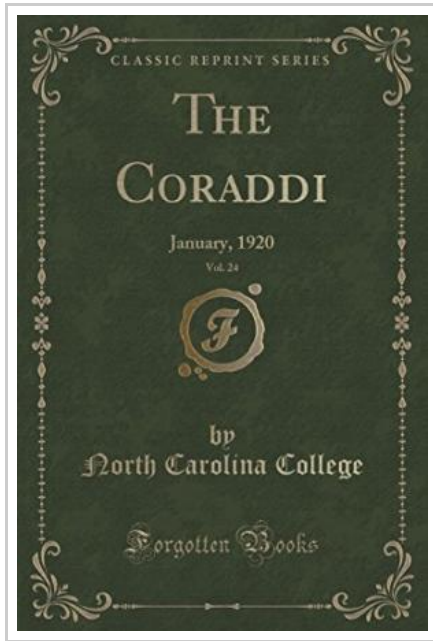 CLASSIC REPRINT SERIES
THE
CORADDI
January, 1920
Vol. 24
F
by
North Carolina College
Forgotten Books